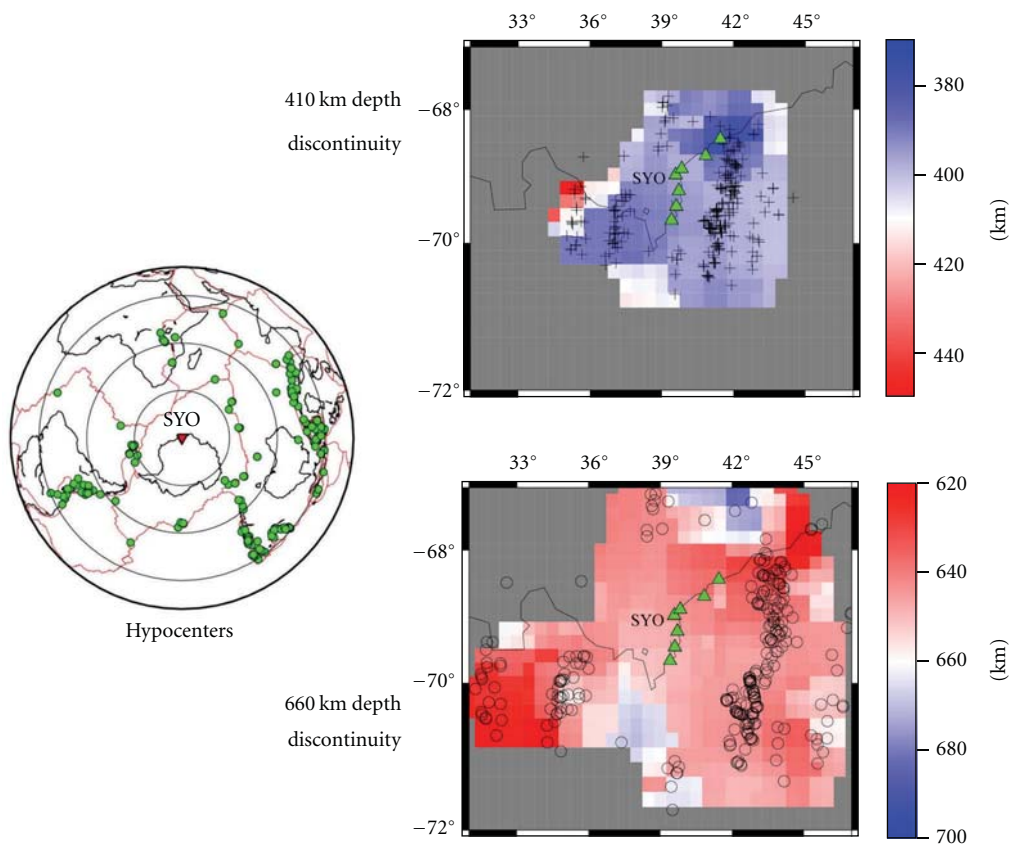 33° 36° 39° 42° 45°
410 km depth
discontinuity
−68°
−70°
−72°
SYO
380
400
420
440
(km)
SYO
Hypocenters
33° 36° 39° 42° 45°
660 km depth
discontinuity
−68°
−70°
−72°
SYO
620
640
660
680
700
(km)